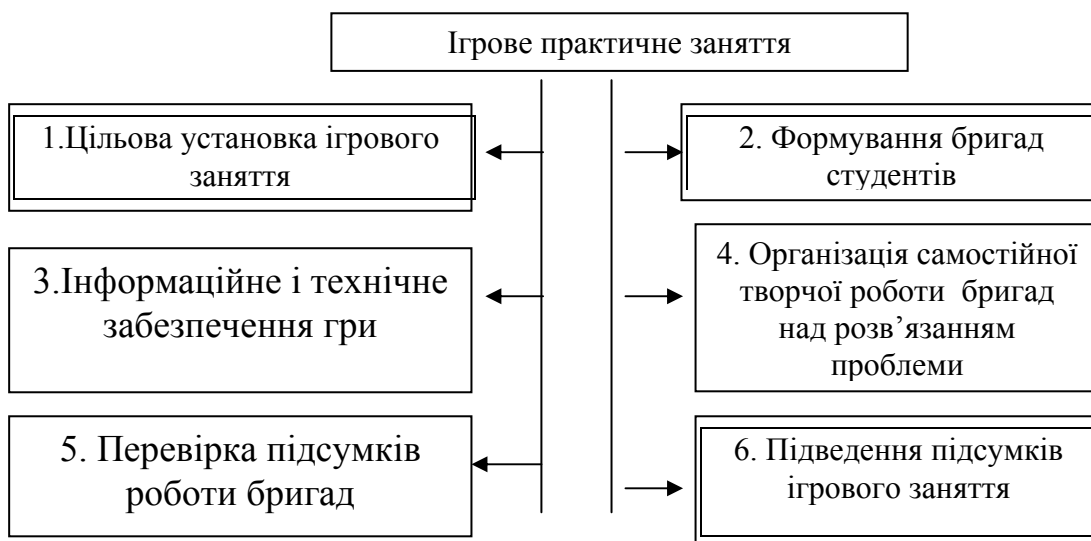 Ігрове практичне заняття
1.Цільова установка ігрового
заняття
2. Формування бригад
студентів
3.Інформаційне і технічне
забезпечення гри
4. Організація самостійної
творчої роботи бригад
над розв’язанням
проблеми
5. Перевірка підсумків
роботи бригад
6. Підведення підсумків
ігрового заняття